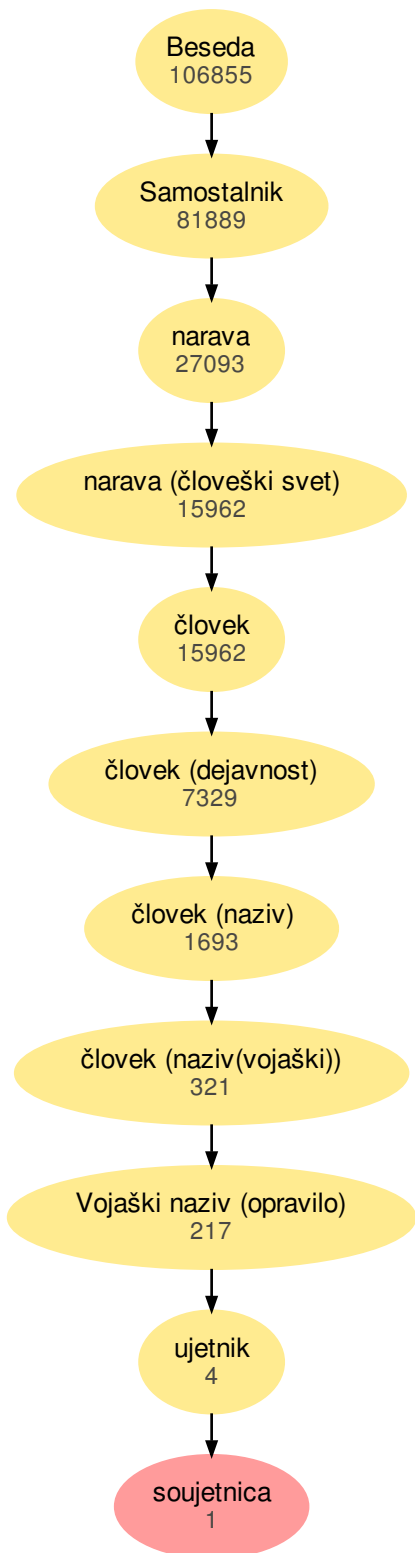 Beseda
106855
Samostalnik
81889
narava
27093
narava (človeški svet)
15962
človek
15962
človek (dejavnost)
7329
človek (naziv)
1693
človek (naziv(vojaški))
321
Vojaški naziv (opravilo)
217
ujetnik
4
soujetnica
1